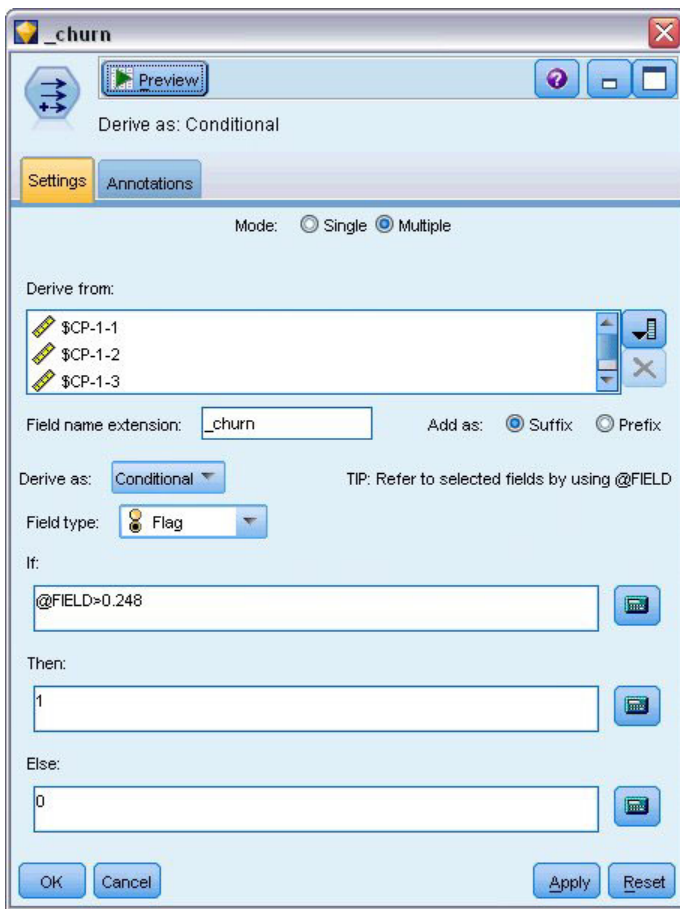 _churn
Preview
Derive as: Conditional
Settings Annotations
Mode: Single Multiple
Derive from:
$CP-1-1
$CP-1-2
$CP-1-3
Field name extension: _churn Add as: Suffix Prefix
Derive as: Conditional TIP: Refer to selected fields by using @FIELD
Field type: Flag
If:
@FIELD>0.248
Then:
1
Else:
0
OK Cancel Apply Reset